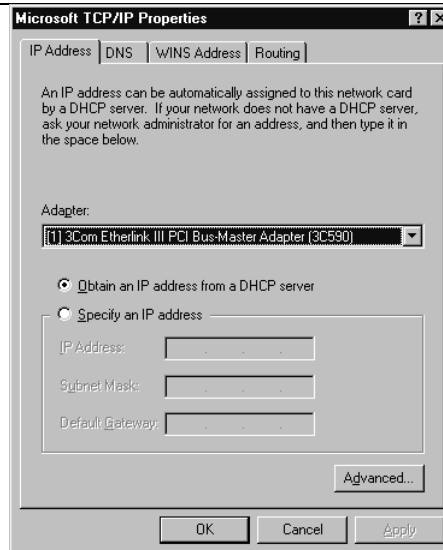 Microsoft TCP/IP Properties ? X
IP Address DNS WINS Address Routing
An IP address can be automatically assigned to this network card
by a DHCP server. If your network does not have a DHCP server,
ask your network administrator for an address, and then type it in
the space below.
Adapter:
[1] 3Com Etherlink III PCI Bus-Master Adapter (3C590)
Obtain an IP address from a DHCP server
Specify an IP address
IP Address:
Subnet Mask:
Default Gateway:
Advanced...
OK Cancel Apply